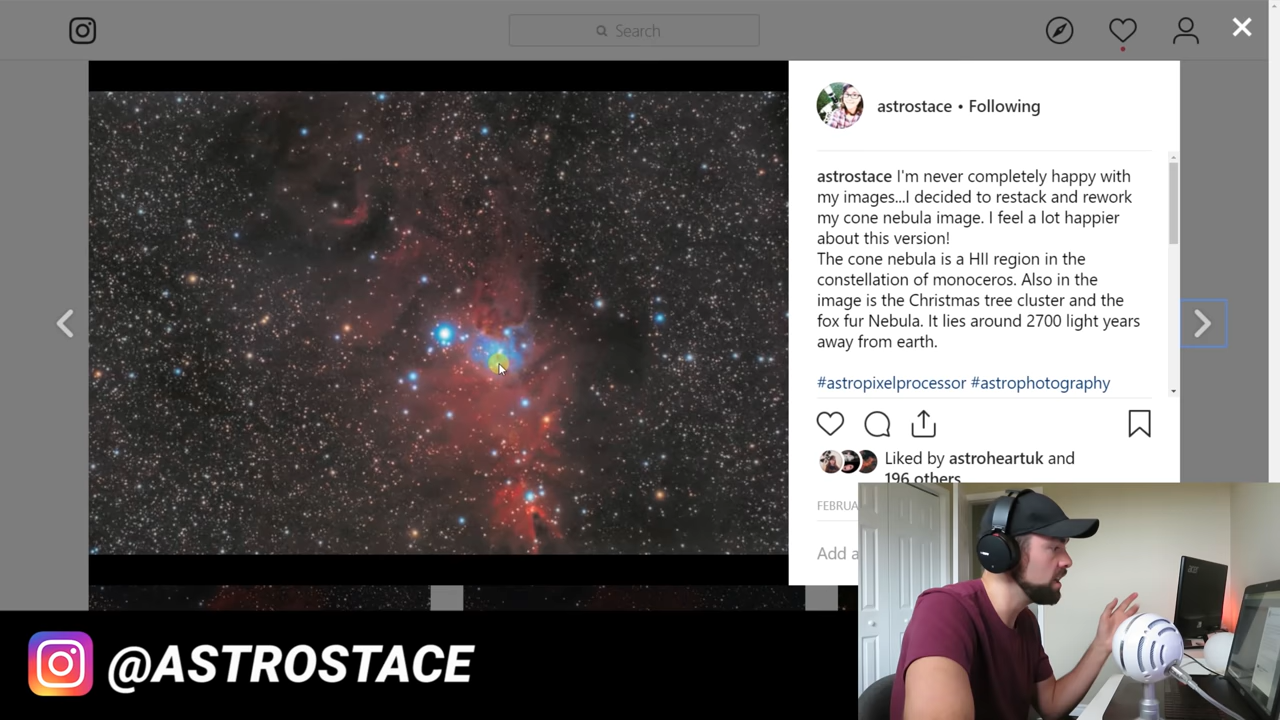 Search
astrostace • Following
astrostace I'm never completely happy with
my images...I decided to restack and rework
my cone nebula image. I feel a lot happier
about this version!
The cone nebula is a HII region in the
constellation of monoceros. Also in the
image is the Christmas tree cluster and the
fox fur Nebula. It lies around 2700 light years
away from earth.
#astropixelprocessor #astrophotography
Liked by astroheartuk and
196 others
FEBRUA
Add a
acer
@ASTROSTACE